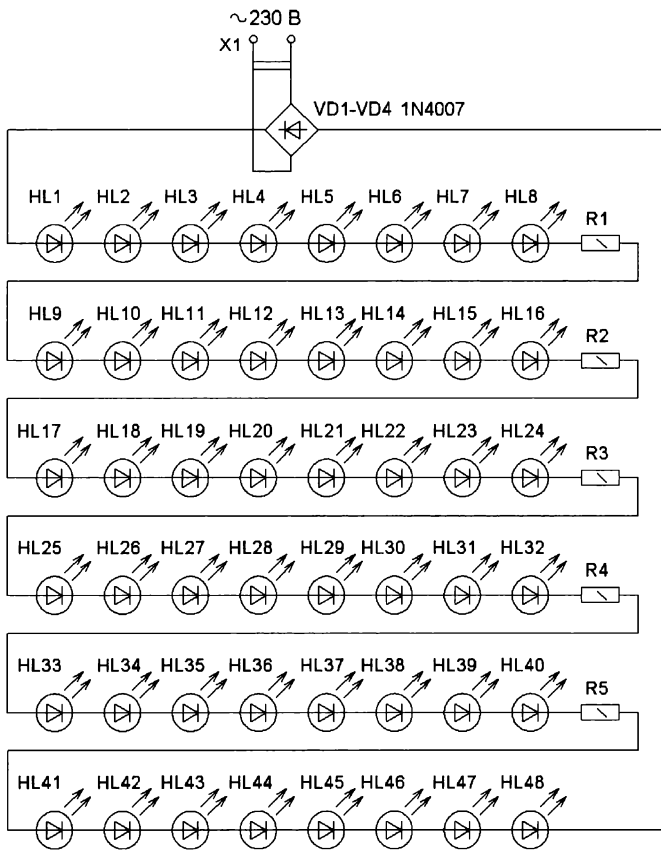 ~230 В
X1
VD1-VD4 1N4007
HL1 HL2 HL3 HL4 HL5 HL6 HL7 HL8 R1
HL9 HL10 HL11 HL12 HL13 HL14 HL15 HL16 R2
HL17 HL18 HL19 HL20 HL21 HL22 HL23 HL24 R3
HL25 HL26 HL27 HL28 HL29 HL30 HL31 HL32 R4
HL33 HL34 HL35 HL36 HL37 HL38 HL39 HL40 R5
HL41 HL42 HL43 HL44 HL45 HL46 HL47 HL48